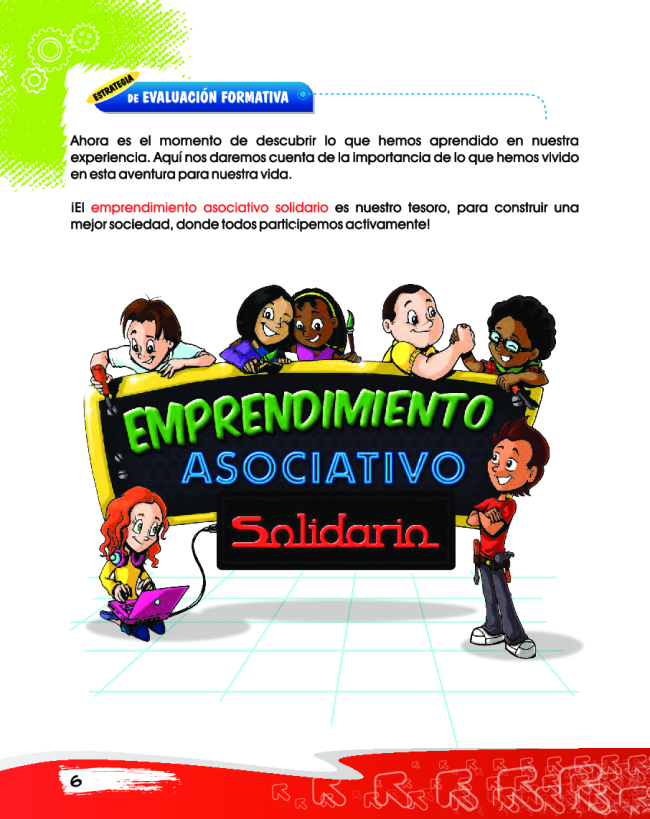 ESTRATEGIA
DE EVALUACIÓN FORMATIVA
Ahora es el momento de descubrir lo que hemos aprendido en nuestra
experiencia. Aquí nos daremos cuenta de la importancia de lo que hemos vivido
en esta aventura para nuestra vida.
¡El emprendimiento asociativo solidario es nuestro tesoro, para construir una
mejor sociedad, donde todos participemos activamente!
EMPRENDIMIENTO
ASOCIATIVO
Solidario
6